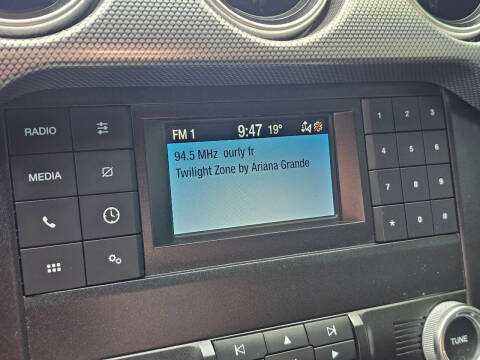 FM 1 9:47 19°
94.5 MHz ourly fr
Twilight Zone by Ariana Grande
RADIO
MEDIA
1 2 3
4 5 6
7 8 9
* 0 #
TUNE